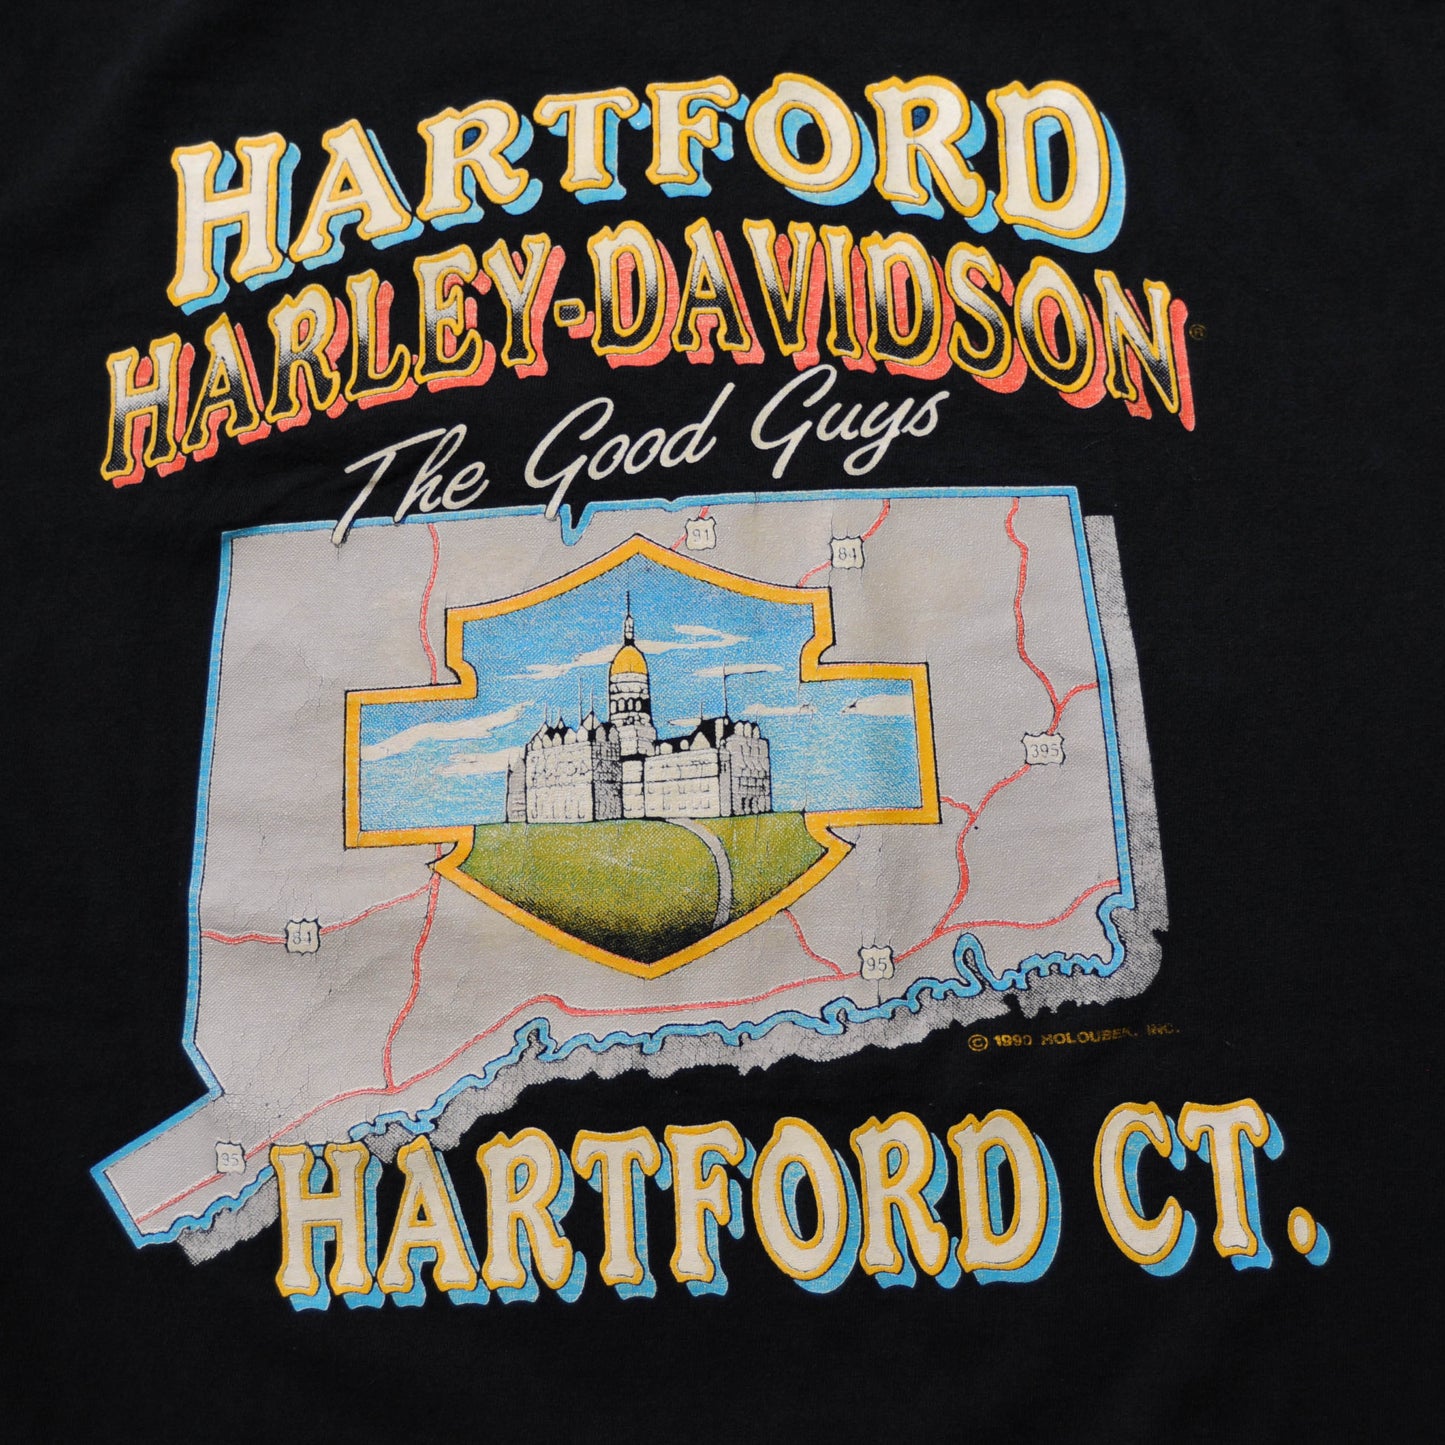 HARTFORD
HARLEY-DAVIDSON®
The Good Guys
91
84
395
84
95
© 1990 HOLOUBEK, INC.
95
HARTFORD CT.